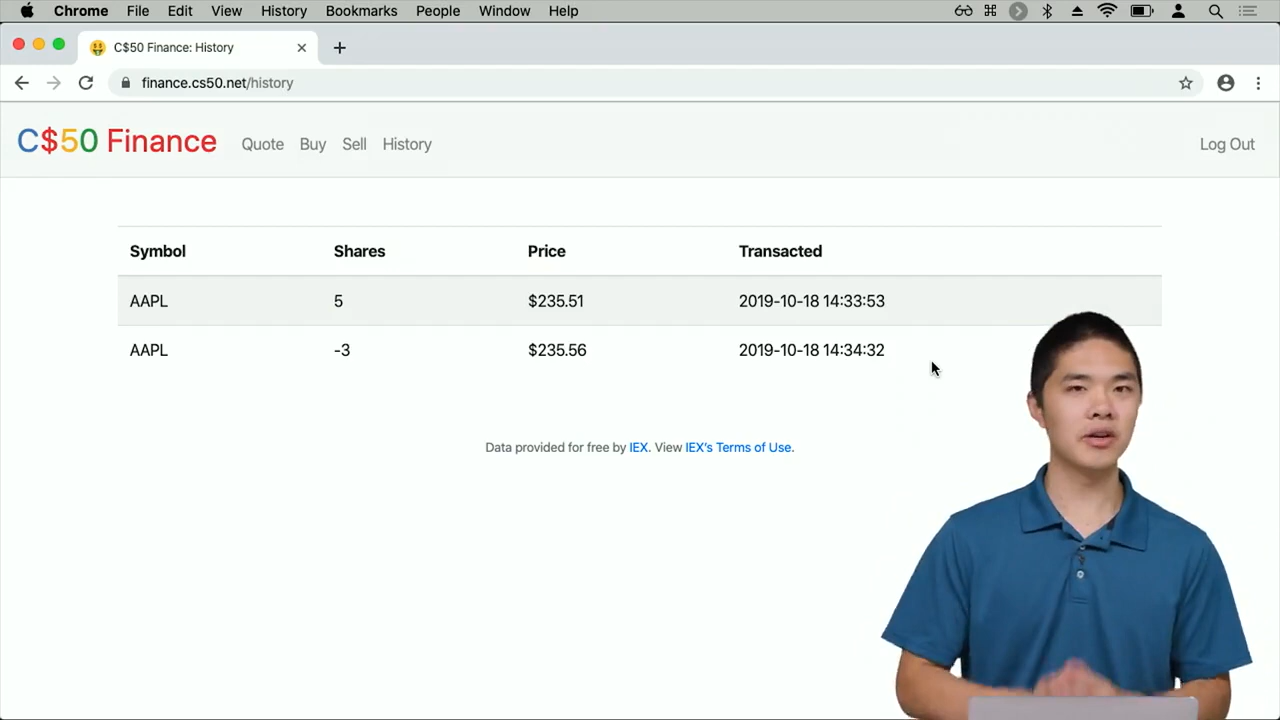 Chrome File Edit View History Bookmarks People Window Help
C$50 Finance: History
finance.cs50.net/history
C$50 Finance Quote Buy Sell History Log Out
Symbol Shares Price Transacted
AAPL 5 $235.51 2019-10-18 14:33:53
AAPL -3 $235.56 2019-10-18 14:34:32
Data provided for free by IEX. View IEX's Terms of Use.